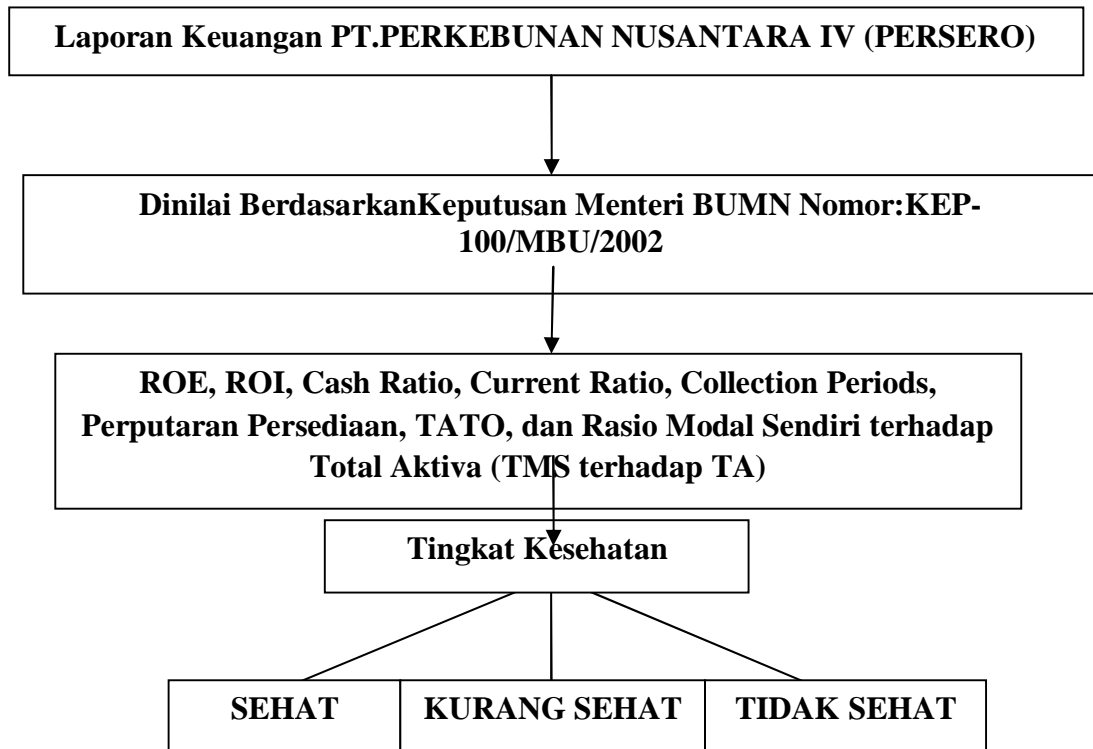 Laporan Keuangan PT.PERKEBUNAN NUSANTARA IV (PERSERO)
Dinilai BerdasarkanKeputusan Menteri BUMN Nomor:KEP-
100/MBU/2002
ROE, ROI, Cash Ratio, Current Ratio, Collection Periods,
Perputaran Persediaan, TATO, dan Rasio Modal Sendiri terhadap
Total Aktiva (TMS terhadap TA)
Tingkat Kesehatan
SEHAT
KURANG SEHAT
TIDAK SEHAT